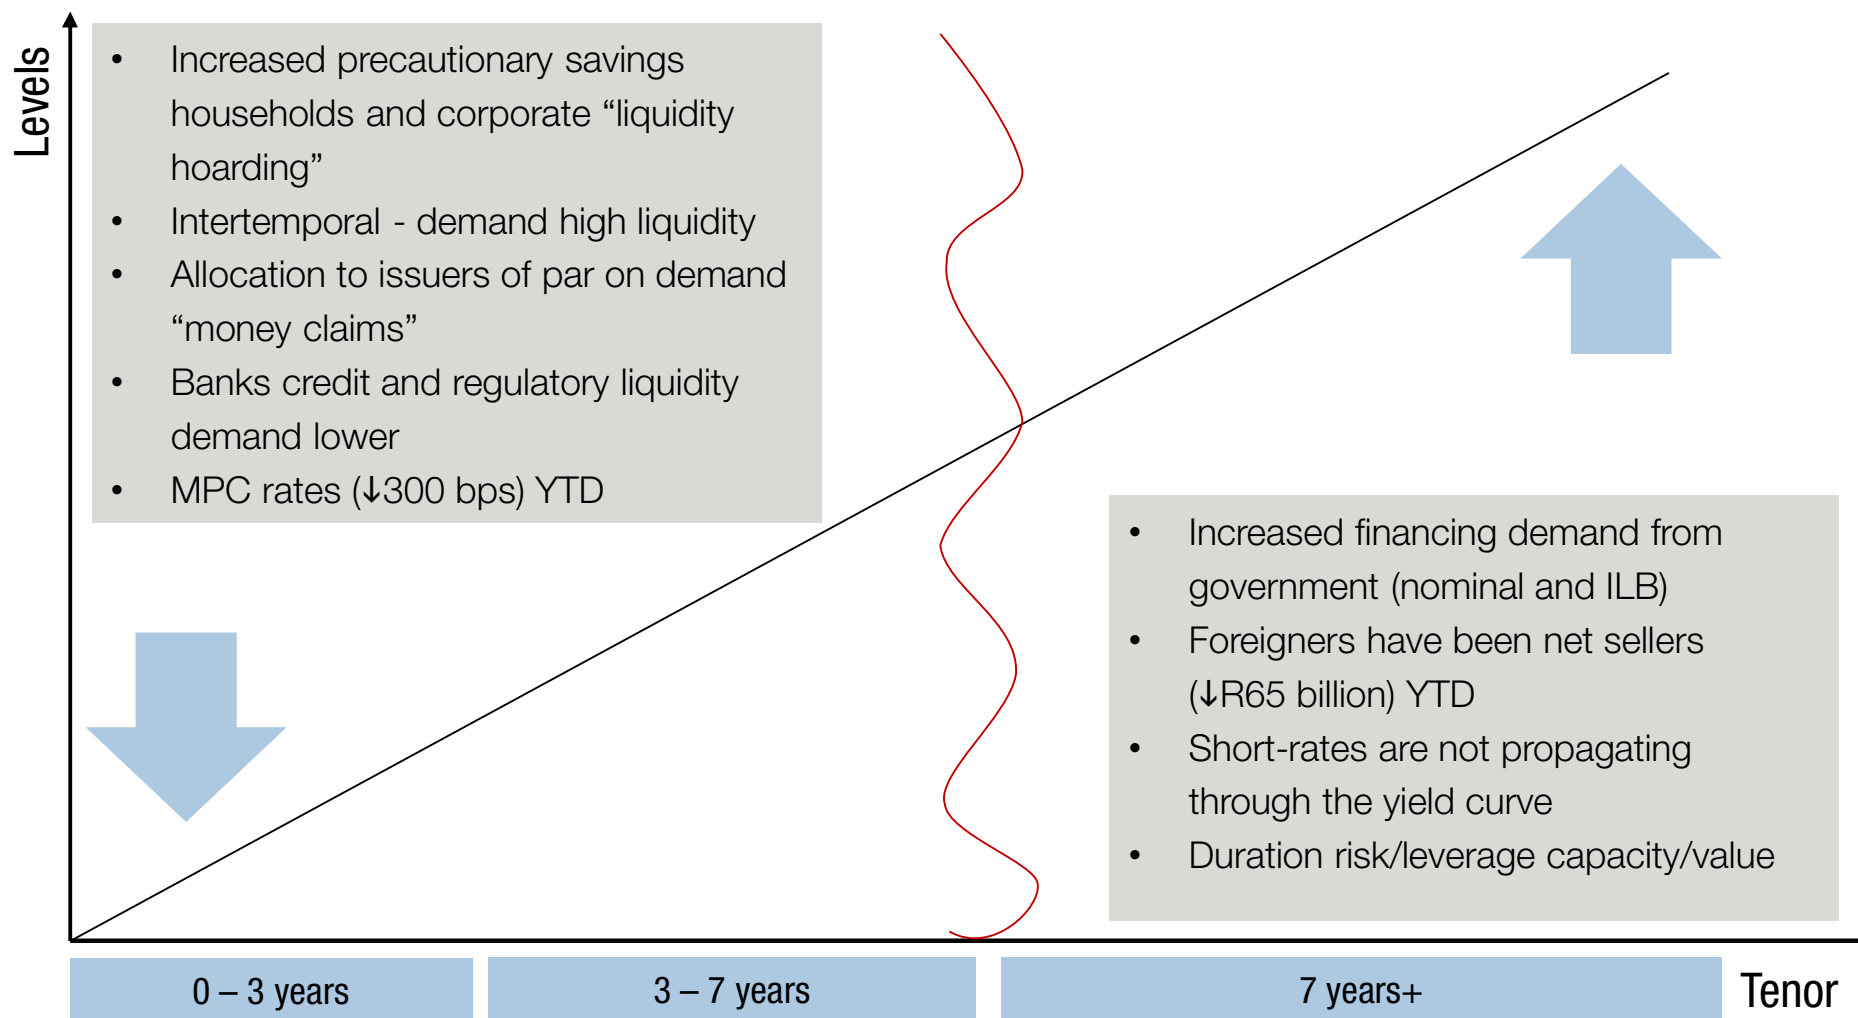 Levels
• Increased precautionary savings
households and corporate “liquidity
hoarding”
• Intertemporal - demand high liquidity
• Allocation to issuers of par on demand
“money claims”
• Banks credit and regulatory liquidity
demand lower
• MPC rates (↓300 bps) YTD
• Increased financing demand from
government (nominal and ILB)
• Foreigners have been net sellers
(↓R65 billion) YTD
• Short-rates are not propagating
through the yield curve
• Duration risk/leverage capacity/value
0 – 3 years
3 – 7 years
7 years+
Tenor